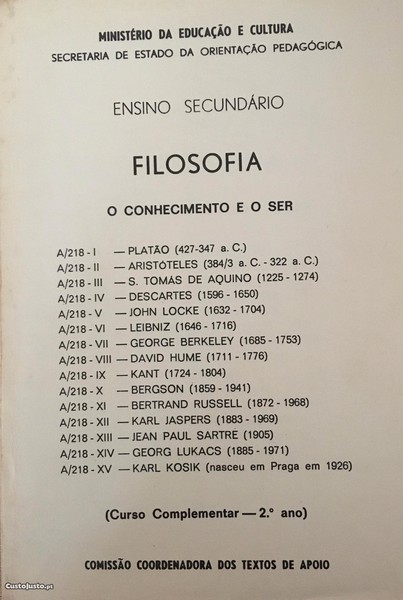 MINISTÉRIO DA EDUCAÇÃO E CULTURA
SECRETARIA DE ESTADO DA ORIENTAÇÃO PEDAGÓGICA
ENSINO SECUNDÁRIO
FILOSOFIA
O CONHECIMENTO E O SER
A/218 - I — PLATÃO (427-347 a. C.)
A/218 - II — ARISTÓTELES (384/3 a. C. - 322 a. C.)
A/218 - III — S. TOMÁS DE AQUINO (1225 - 1274)
A/218 - IV — DESCARTES (1596 - 1650)
A/218 - V — JOHN LOCKE (1632 - 1704)
A/218 - VI — LEIBNIZ (1646 - 1716)
A/218 - VII — GEORGE BERKELEY (1685 - 1753)
A/218 - VIII — DAVID HUME (1711 - 1776)
A/218 - IX — KANT (1724 - 1804)
A/218 - X — BERGSON (1859 - 1941)
A/218 - XI — BERTRAND RUSSELL (1872 - 1968)
A/218 - XII — KARL JASPERS (1883 - 1969)
A/218 - XIII — JEAN PAUL SARTRE (1905)
A/218 - XIV — GEORG LUKACS (1885 - 1971)
A/218 - XV — KARL KOSIK (nasceu em Praga em 1926)
(Curso Complementar — 2.º ano)
COMISSÃO COORDENADORA DOS TEXTOS DE APOIO
CustoJusto.pt